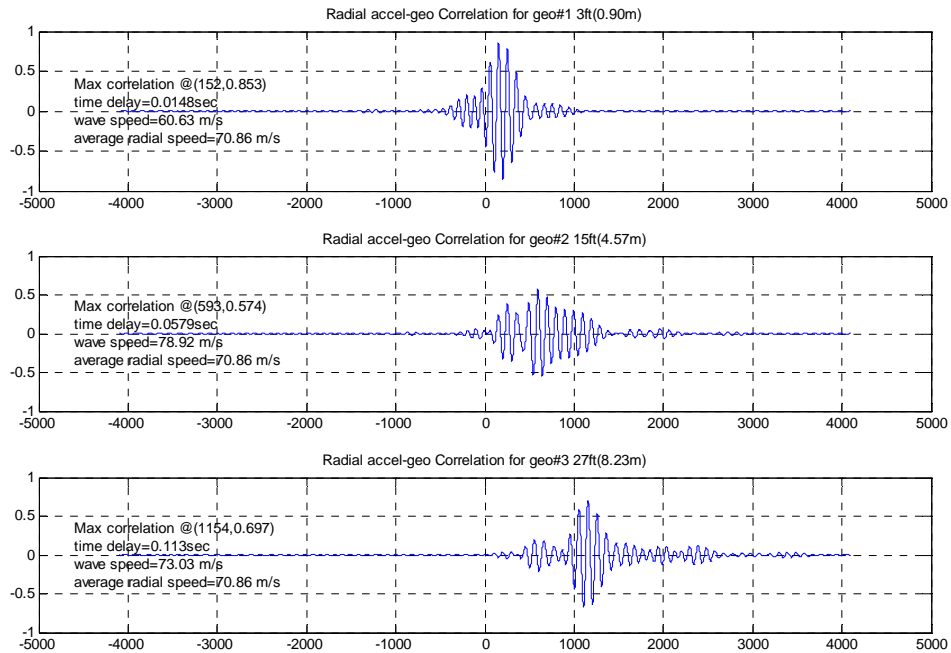 Radial accel-geo Correlation for geo#1 3ft(0.90m)
1
0.5
0
-0.5
-1
Max correlation @(152,0.853)
time delay=0.0148sec
wave speed=60.63 m/s
average radial speed=70.86 m/s
-5000 -4000 -3000 -2000 -1000 0 1000 2000 3000 4000 5000
Radial accel-geo Correlation for geo#2 15ft(4.57m)
1
0.5
0
-0.5
-1
Max correlation @(593,0.574)
time delay=0.0579sec
wave speed=78.92 m/s
average radial speed=70.86 m/s
-5000 -4000 -3000 -2000 -1000 0 1000 2000 3000 4000 5000
Radial accel-geo Correlation for geo#3 27ft(8.23m)
1
0.5
0
-0.5
-1
Max correlation @(1154,0.697)
time delay=0.113sec
wave speed=73.03 m/s
average radial speed=70.86 m/s
-5000 -4000 -3000 -2000 -1000 0 1000 2000 3000 4000 5000